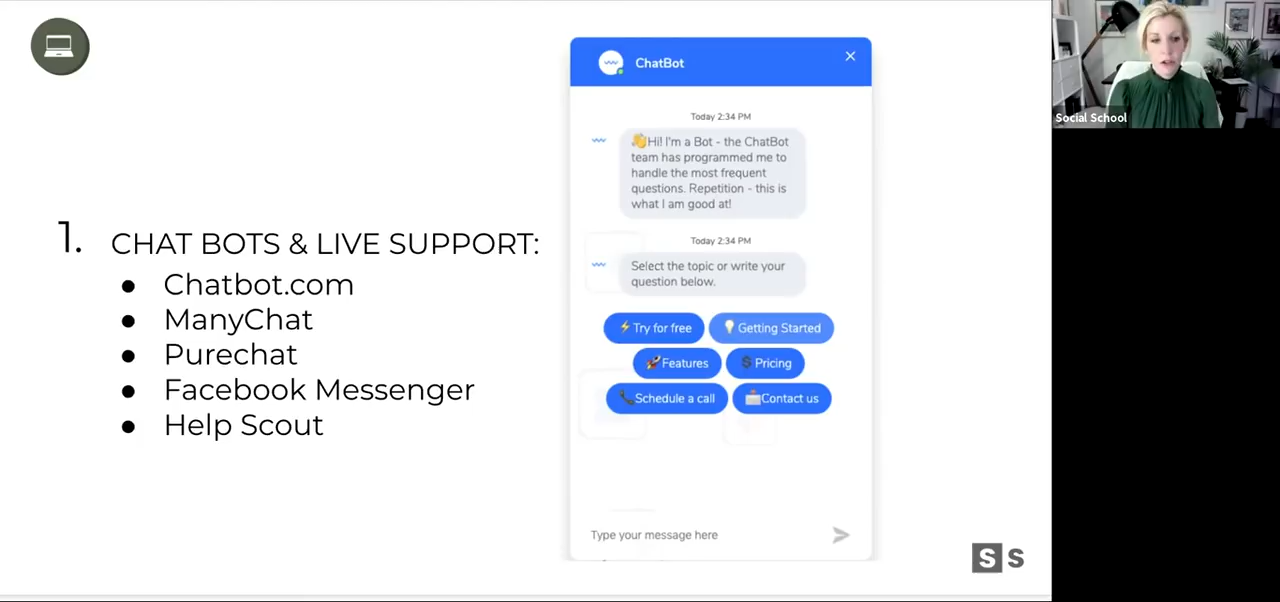 1. CHAT BOTS & LIVE SUPPORT:
● Chatbot.com
● ManyChat
● Purechat
● Facebook Messenger
● Help Scout
ChatBot
Today 2:34 PM
👋Hi! I'm a Bot - the ChatBot
team has programmed me to
handle the most frequent
questions. Repetition - this is
what I am good at!
Today 2:34 PM
Select the topic or write your
question below.
⚡Try for free
💡Getting Started
🚀Features
💲Pricing
📞Schedule a call
📩Contact us
Type your message here
S S
Social School